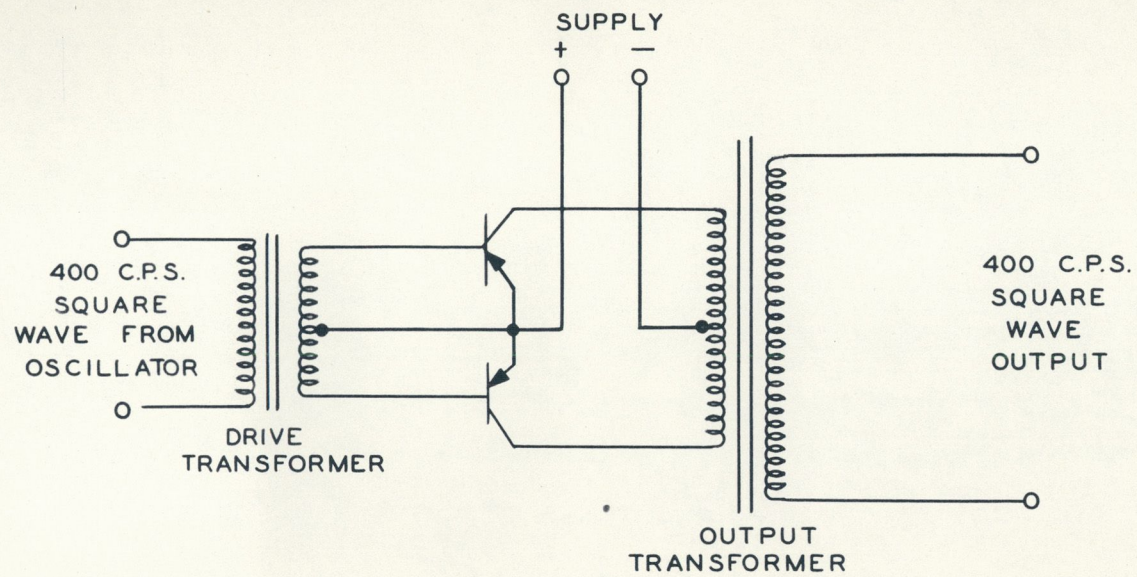 SUPPLY
+ −
400 C.P.S.
SQUARE
WAVE FROM
OSCILLATOR
DRIVE
TRANSFORMER
400 C.P.S.
SQUARE
WAVE
OUTPUT
OUTPUT
TRANSFORMER